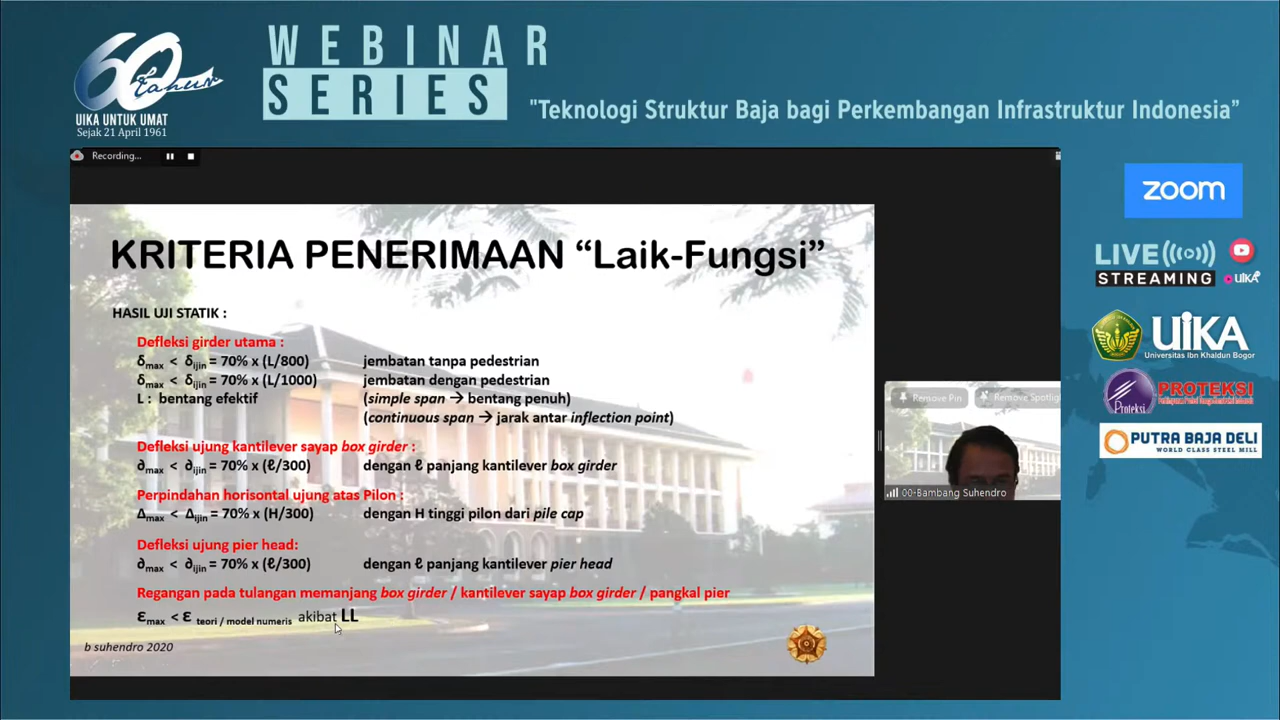 60 Tahun
UIKA UNTUK UMAT
Sejak 21 April 1961
WEBINAR
SERIES
"Teknologi Struktur Baja bagi Perkembangan Infrastruktur Indonesia”
Recording...
KRITERIA PENERIMAAN “Laik-Fungsi”
HASIL UJI STATIK :
Defleksi girder utama :
δmax < δijin = 70% x (L/800) jembatan tanpa pedestrian
δmax < δijin = 70% x (L/1000) jembatan dengan pedestrian
L : bentang efektif (simple span → bentang penuh)
(continuous span → jarak antar inflection point)
Defleksi ujung kantilever sayap box girder :
∂max < ∂ijin = 70% x (ℓ/300) dengan ℓ panjang kantilever box girder
Perpindahan horisontal ujung atas Pilon :
Δmax < Δijin = 70% x (H/300) dengan H tinggi pilon dari pile cap
Defleksi ujung pier head:
∂max < ∂ijin = 70% x (ℓ/300) dengan ℓ panjang kantilever pier head
Regangan pada tulangan memanjang box girder / kantilever sayap box girder / pangkal pier
εmax < ε teori / model numeris akibat LL
b suhendro 2020
Remove Pin
Remove Spotlig
00-Bambang Suhendro
zoom
LIVE
STREAMING
UIKA
UIKA
Universitas Ibn Khaldun Bogor
Proteksi
PROTEKSI
PUTRA BAJA DELI
WORLD CLASS STEEL MILL